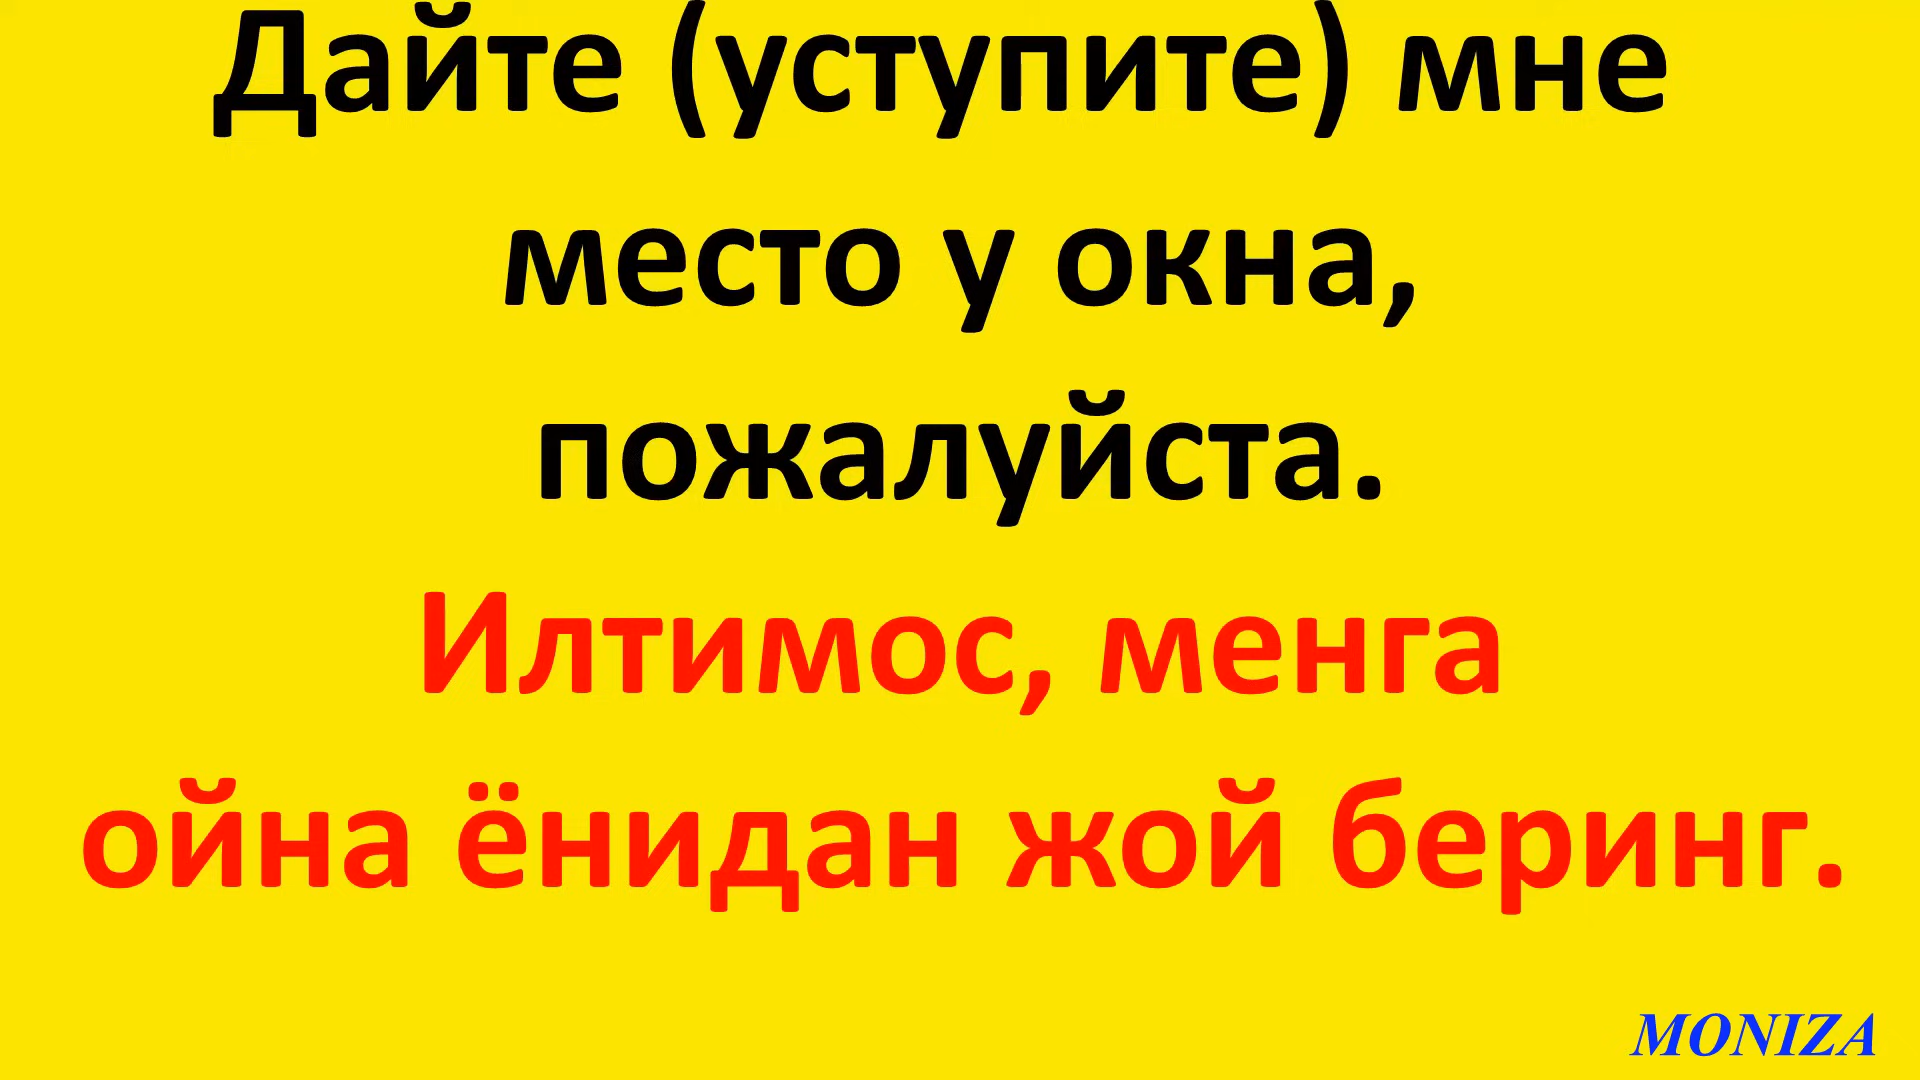 Дайте (уступите) мне
место у окна,
пожалуйста.
Илтимос, менга
ойна ёнидан жой беринг.
MONIZA